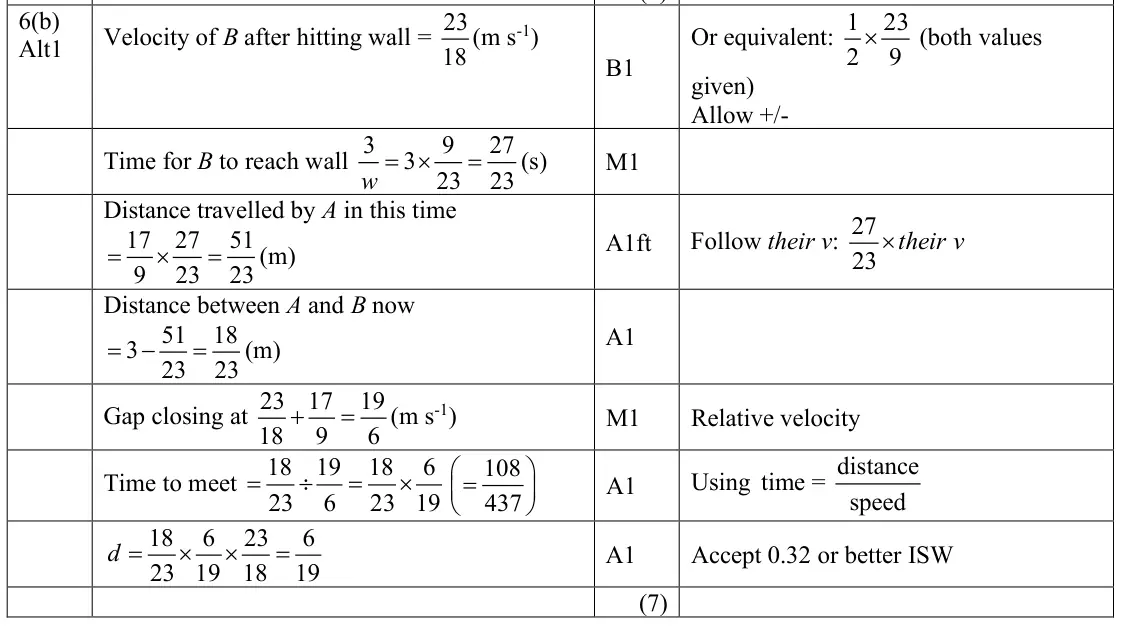 6(b)
Alt1
Velocity of B after hitting wall = 23/18 (m s⁻¹)
B1
Or equivalent: 1/2 × 23/9 (both values
given)
Allow +/-
Time for B to reach wall 3/w = 3 × 9/23 = 27/23 (s)
M1
Distance travelled by A in this time
= 17/9 × 27/23 = 51/23 (m)
A1ft
Follow their v: 27/23 × their v
Distance between A and B now
= 3 − 51/23 = 18/23 (m)
A1
Gap closing at 23/18 + 17/9 = 19/6 (m s⁻¹)
M1
Relative velocity
Time to meet = 18/23 ÷ 19/6 = 18/23 × 6/19 (= 108/437)
A1
Using time = distance/speed
d = 18/23 × 6/19 × 23/18 = 6/19
A1
Accept 0.32 or better ISW
(7)